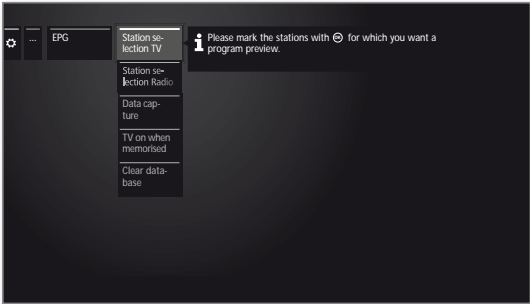 ...
EPG
Station se-
lection TV
Please mark the stations with OK for which you want a
program preview.
Station se-
lection Radio
Data cap-
ture
TV on when
memorised
Clear data-
base